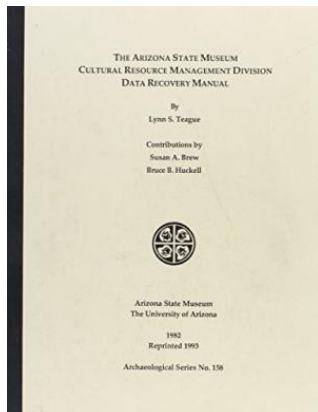 THE ARIZONA STATE MUSEUM
CULTURAL RESOURCE MANAGEMENT DIVISION
DATA RECOVERY MANUAL
By
Lynn S. Teague
Contributions by
Susan A. Brew
Bruce B. Huckell
Arizona State Museum
The University of Arizona
1982
Reprinted 1993
Archaeological Series No. 158